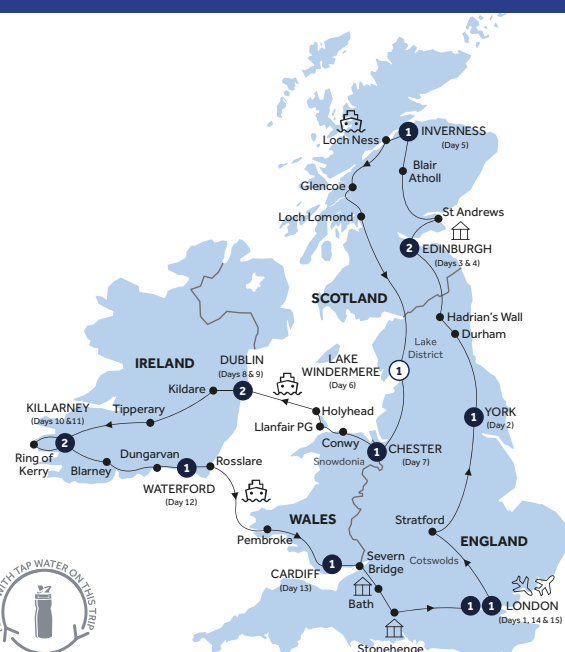 1 INVERNESS
(Day 5)
Loch Ness
Blair
Atholl
Glencoe
St Andrews
Loch Lomond
2 EDINBURGH
(Days 3 & 4)
SCOTLAND
Hadrian's Wall
Durham
Lake
District
LAKE
WINDERMERE
(Day 6)
1
IRELAND
DUBLIN
(Days 8 & 9)
2
Kildare
Holyhead
Llanfair PG
Conwy
Snowdonia
1 CHESTER
(Day 7)
1 YORK
(Day 2)
KILLARNEY
(Days 10 & 11)
2
Tipperary
Ring of
Kerry
Blarney
Dungarvan
1
WATERFORD
(Day 12)
Rosslare
WALES
Pembroke
Stratford
ENGLAND
Cotswolds
1
CARDIFF
(Day 13)
Severn
Bridge
Bath
Stonehenge
1 1 LONDON
(Days 1, 14 & 15)
WITH TAP WATER ON THIS TRIP